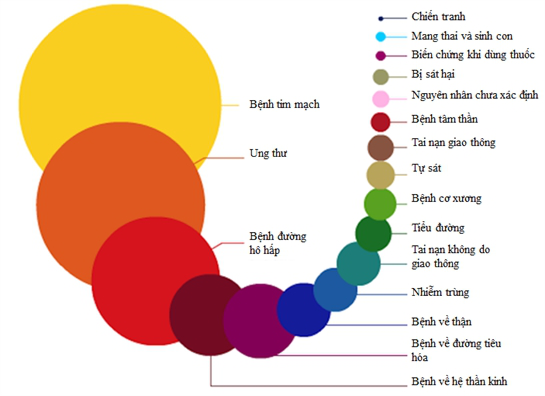 Chiến tranh
Mang thai và sinh con
Biến chứng khi dùng thuốc
Bị sát hại
Nguyên nhân chưa xác định
Bệnh tim mạch
Bệnh tâm thần
Tai nạn giao thông
Ung thư
Tự sát
Bệnh cơ xương
Tiểu đường
Bệnh đường
hô hấp
Tai nạn không do
giao thông
Nhiễm trùng
Bệnh về thận
Bệnh về đường tiêu
hóa
Bệnh về hệ thần kinh